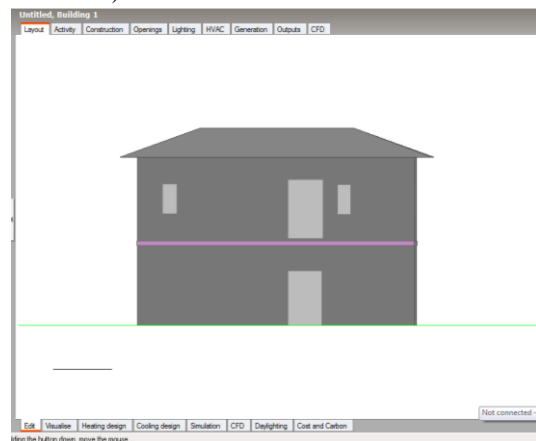 Untitled, Building 1
Layout Activity Construction Openings Lighting HVAC Generation Outputs CFD
Not connected -
Edit Visualise Heating design Cooling design Simulation CFD Daylighting Cost and Carbon
ding the button down, move the mouse